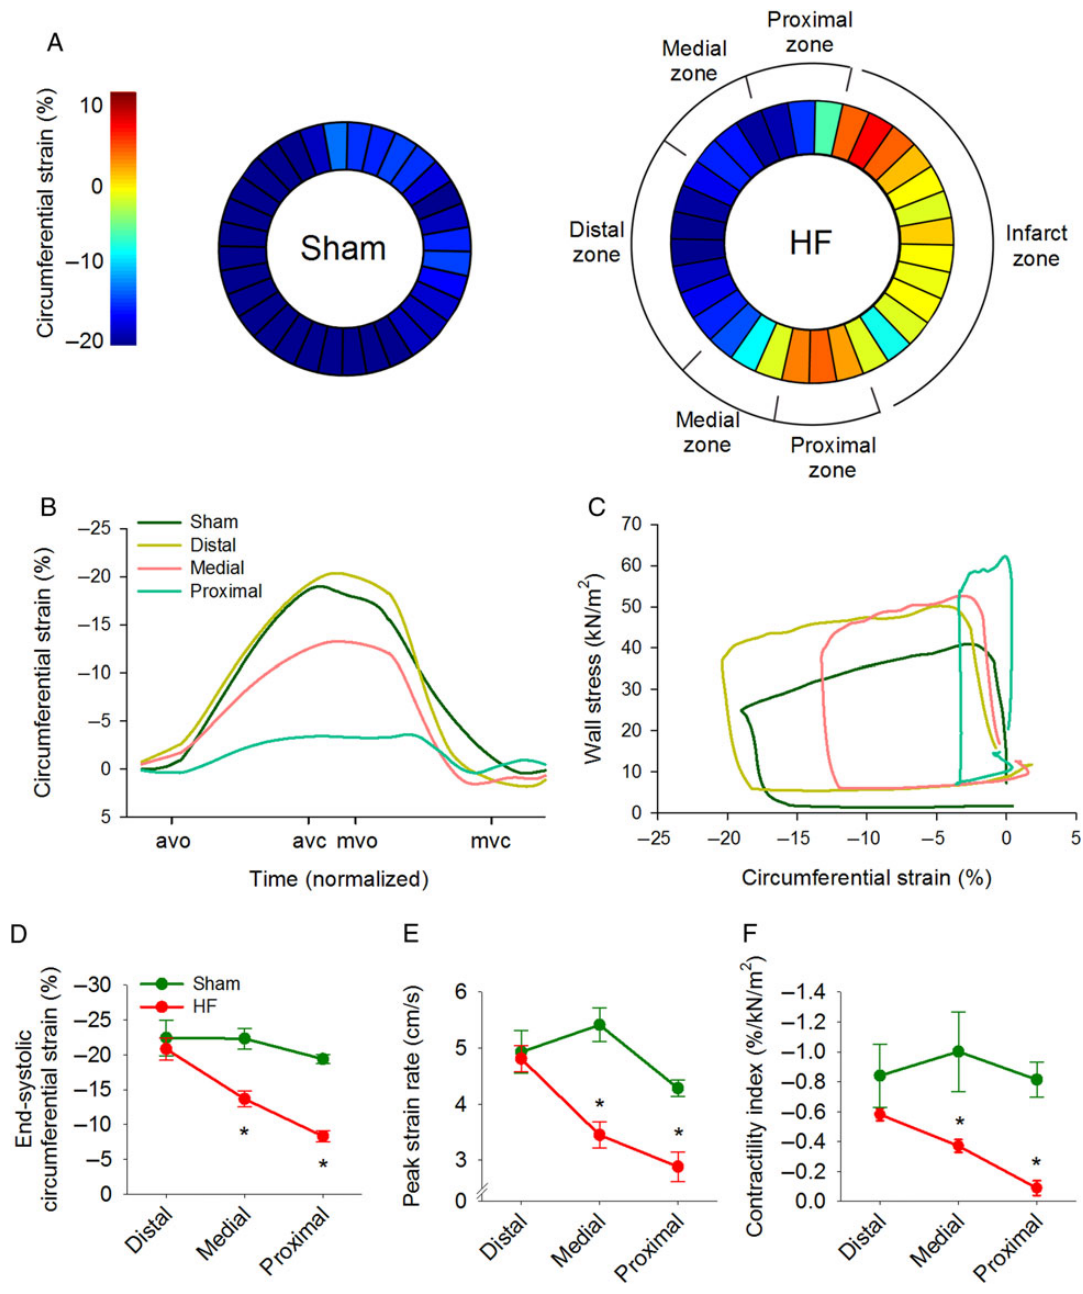 A
Circumferential strain (%)
10
0
–10
–20
Sham
HF
Proximal
zone
Medial
zone
Distal
zone
Infarct
zone
Medial
zone
Proximal
zone
B
Circumferential strain (%)
–25
–20
–15
–10
–5
0
5
Sham
Distal
Medial
Proximal
avo
avc
mvo
mvc
Time (normalized)
C
Wall stress (kN/m²)
70
60
50
40
30
20
10
0
–25
–20
–15
–10
–5
0
5
Circumferential strain (%)
D
End-systolic
circumferential strain (%)
–30
–25
–20
–15
–10
–5
0
Sham
HF
*
*
Distal
Medial
Proximal
E
Peak strain rate (cm/s)
6
5
4
3
0
*
*
Distal
Medial
Proximal
F
Contractility index (%/kN/m²)
–1.4
–1.2
–1.0
–0.8
–0.6
–0.4
–0.2
0.0
*
*
Distal
Medial
Proximal